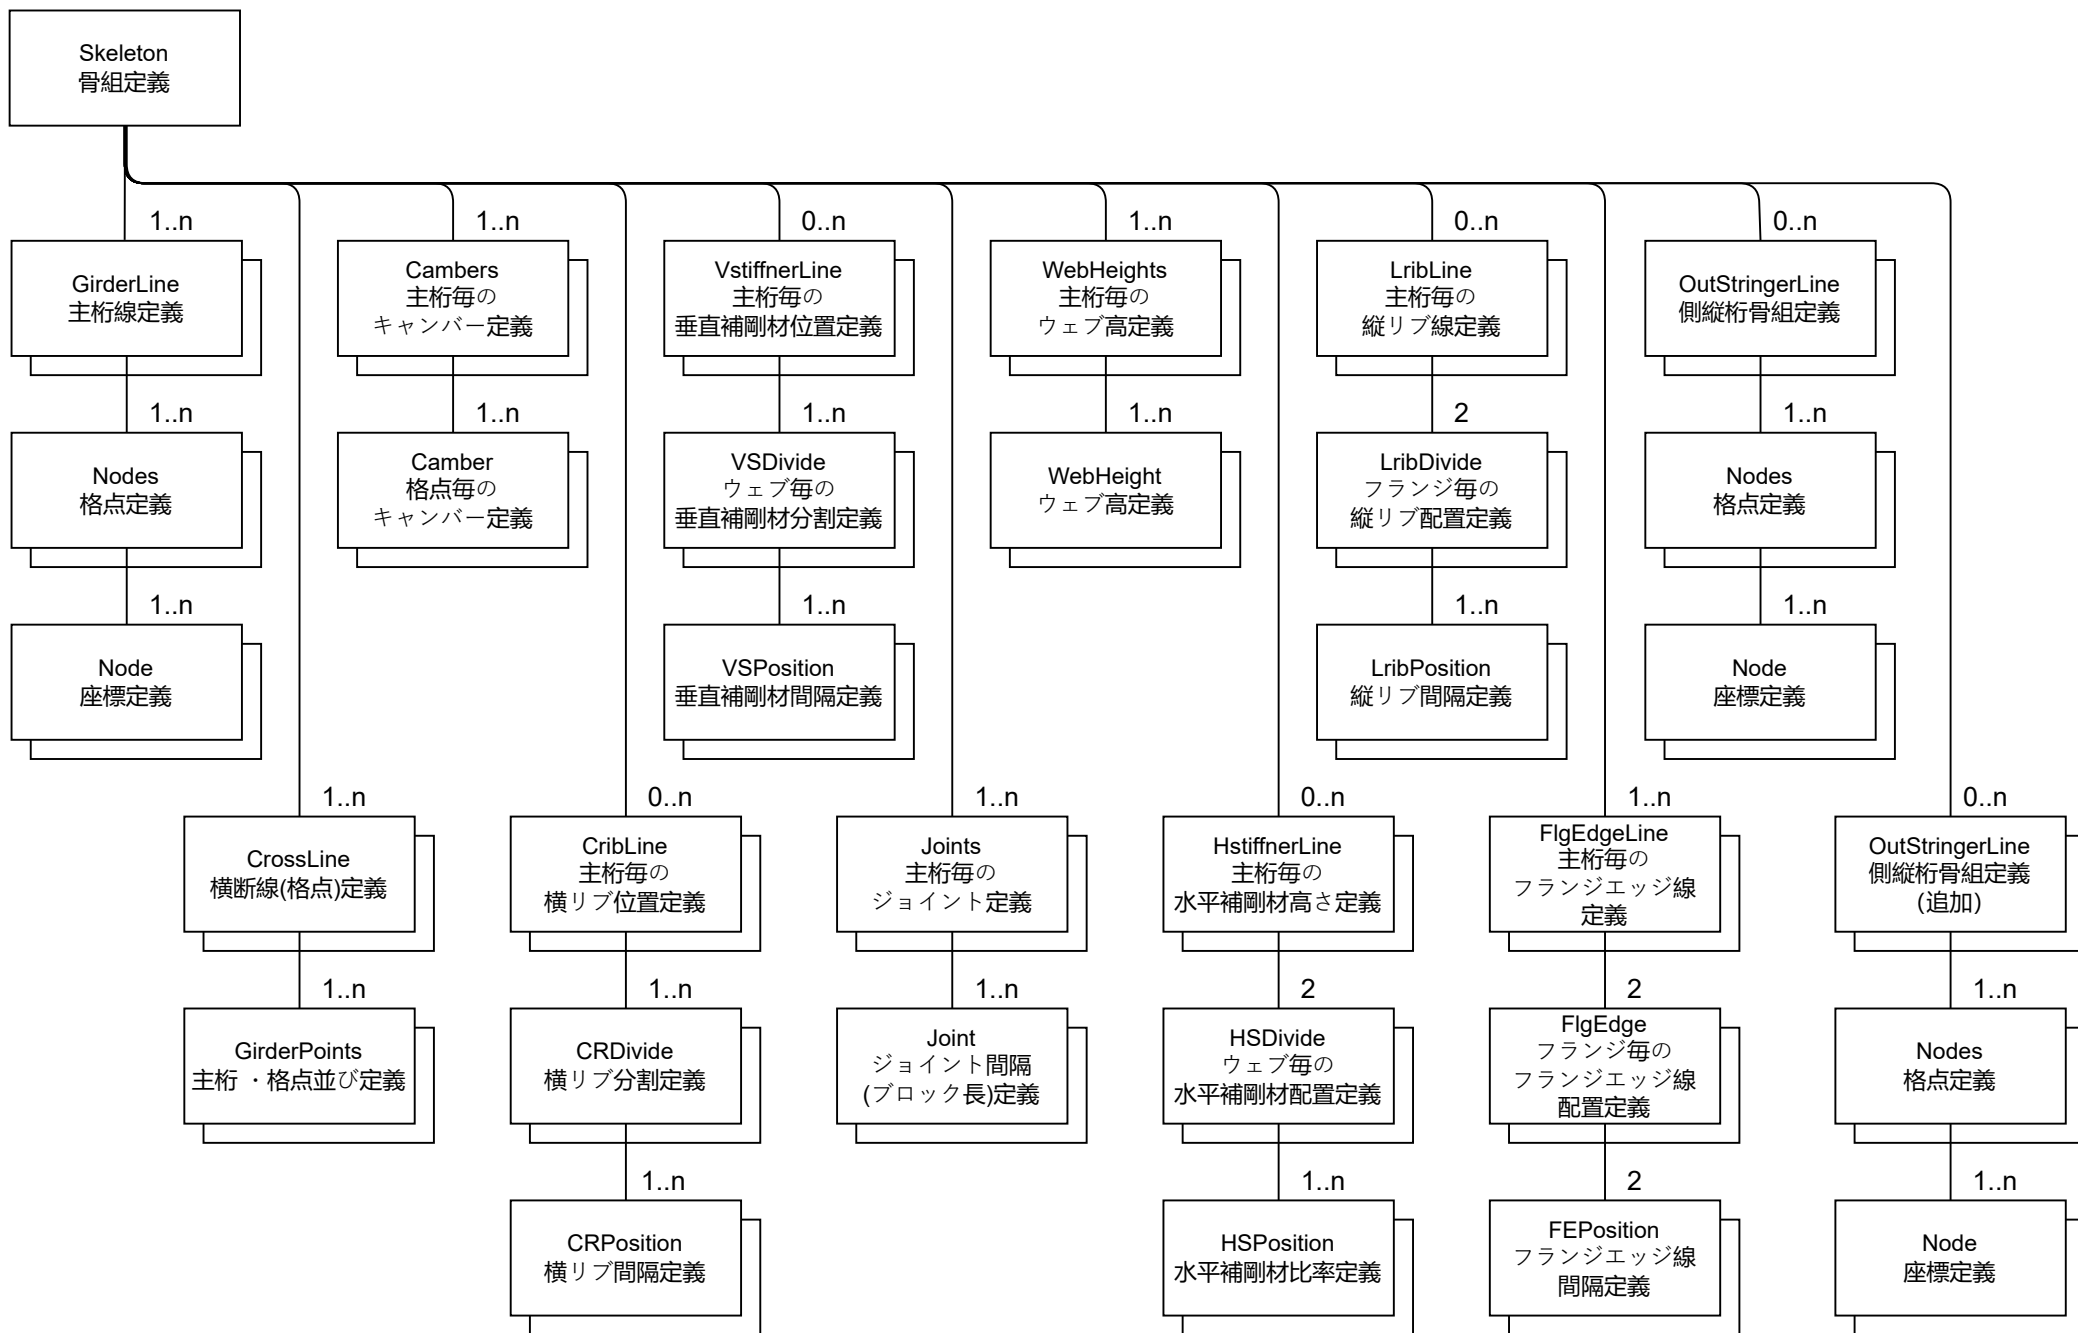 Skeleton
骨組定義
1..n
1..n
0..n
1..n
0..n
0..n
GirderLine
主桁線定義
Cambers
主桁毎の
キャンバー定義
VstiffnerLine
主桁毎の
垂直補剛材位置定義
WebHeights
主桁毎の
ウェブ高定義
LribLine
主桁毎の
縦リブ線定義
OutStringerLine
側縦桁骨組定義
1..n
1..n
1..n
1..n
2
1..n
Nodes
格点定義
Camber
格点毎の
キャンバー定義
VSDivide
ウェブ毎の
垂直補剛材分割定義
WebHeight
ウェブ高定義
LribDivide
フランジ毎の
縦リブ配置定義
Nodes
格点定義
1..n
1..n
1..n
1..n
Node
座標定義
VSPosition
垂直補剛材間隔定義
LribPosition
縦リブ間隔定義
Node
座標定義
1..n
0..n
1..n
0..n
1..n
0..n
CrossLine
横断線(格点)定義
CribLine
主桁毎の
横リブ位置定義
Joints
主桁毎の
ジョイント定義
HstiffnerLine
主桁毎の
水平補剛材高さ定義
FlgEdgeLine
主桁毎の
フランジエッジ線
定義
OutStringerLine
側縦桁骨組定義
(追加)
1..n
1..n
1..n
2
2
1..n
GirderPoints
主桁・格点並び定義
CRDivide
横リブ分割定義
Joint
ジョイント間隔
(ブロック長)定義
HSDivide
ウェブ毎の
水平補剛材配置定義
FlgEdge
フランジ毎の
フランジエッジ線
配置定義
Nodes
格点定義
1..n
1..n
2
1..n
CRPosition
横リブ間隔定義
HSPosition
水平補剛材比率定義
FEPosition
フランジエッジ線
間隔定義
Node
座標定義